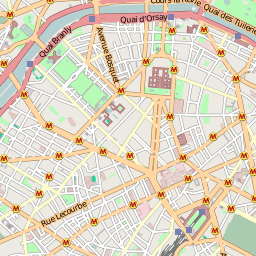 Cours la Reine
Quai des Tuileries
Quai d'Orsay
Quai Branly
Avenue Bosquet
Rue Lecourbe